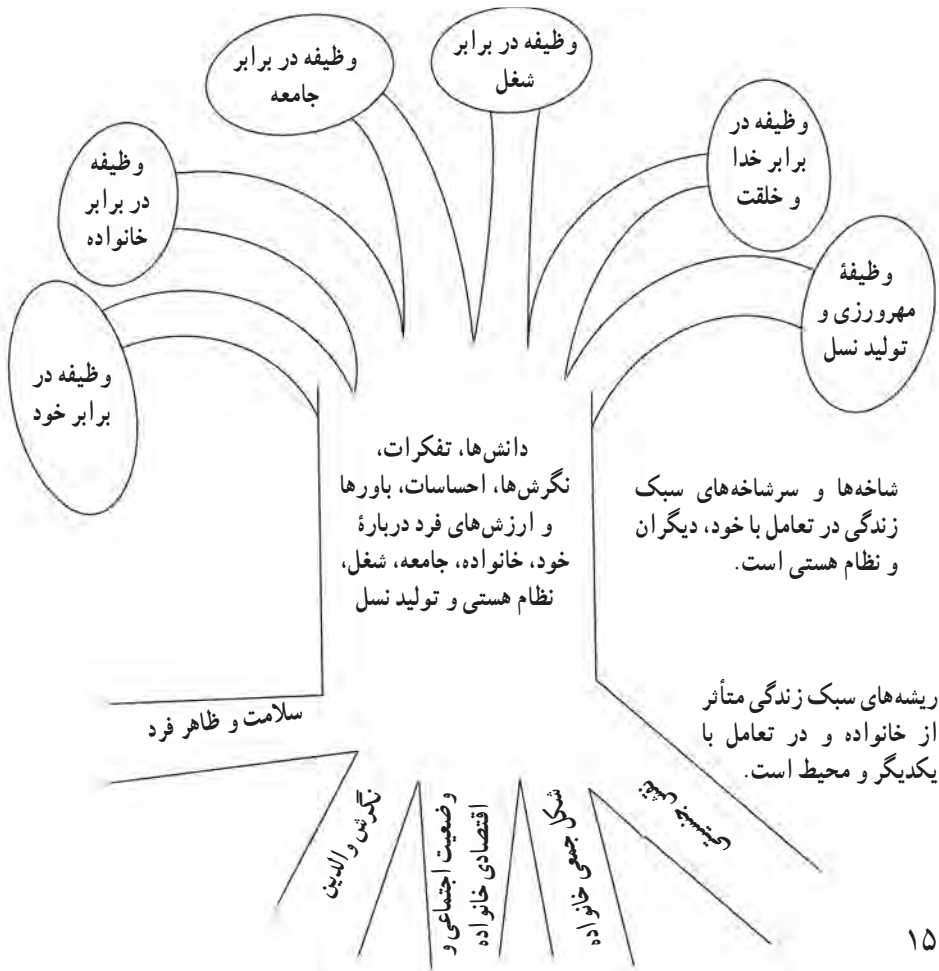 وظیفه در برابر
شغل
وظیفه در برابر
جامعه
وظیفه در
برابر خدا
و خلقت
وظیفه
در برابر
خانواده
وظیفهٔ
مهرورزی و
تولید نسل
وظیفه در
برابر خود
دانش‌ها، تفکرات،
نگرش‌ها، احساسات، باورها
و ارزش‌های فرد دربارهٔ
خود، خانواده، جامعه، شغل،
نظام هستی و تولید نسل
شاخه‌ها و سرشاخه‌های سبک
زندگی در تعامل با خود، دیگران
و نظام هستی است.
ریشه‌های سبک زندگی متأثر
از خانواده و در تعامل با
یکدیگر و محیط است.
نقش جنسیتی
شکل جمعی خانواده
وضعیت اجتماعی و
اقتصادی خانواده
نگرش والدین
سلامت و ظاهر فرد
۱۵